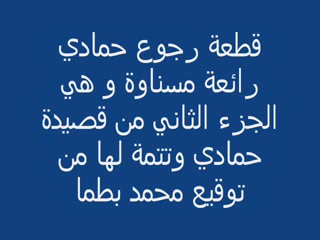 قطعة رجوع حمادي
رائعة مسناوة و هي
الجزء الثاني من قصيدة
حمادي وتتمة لها من
توقيع محمد بطما